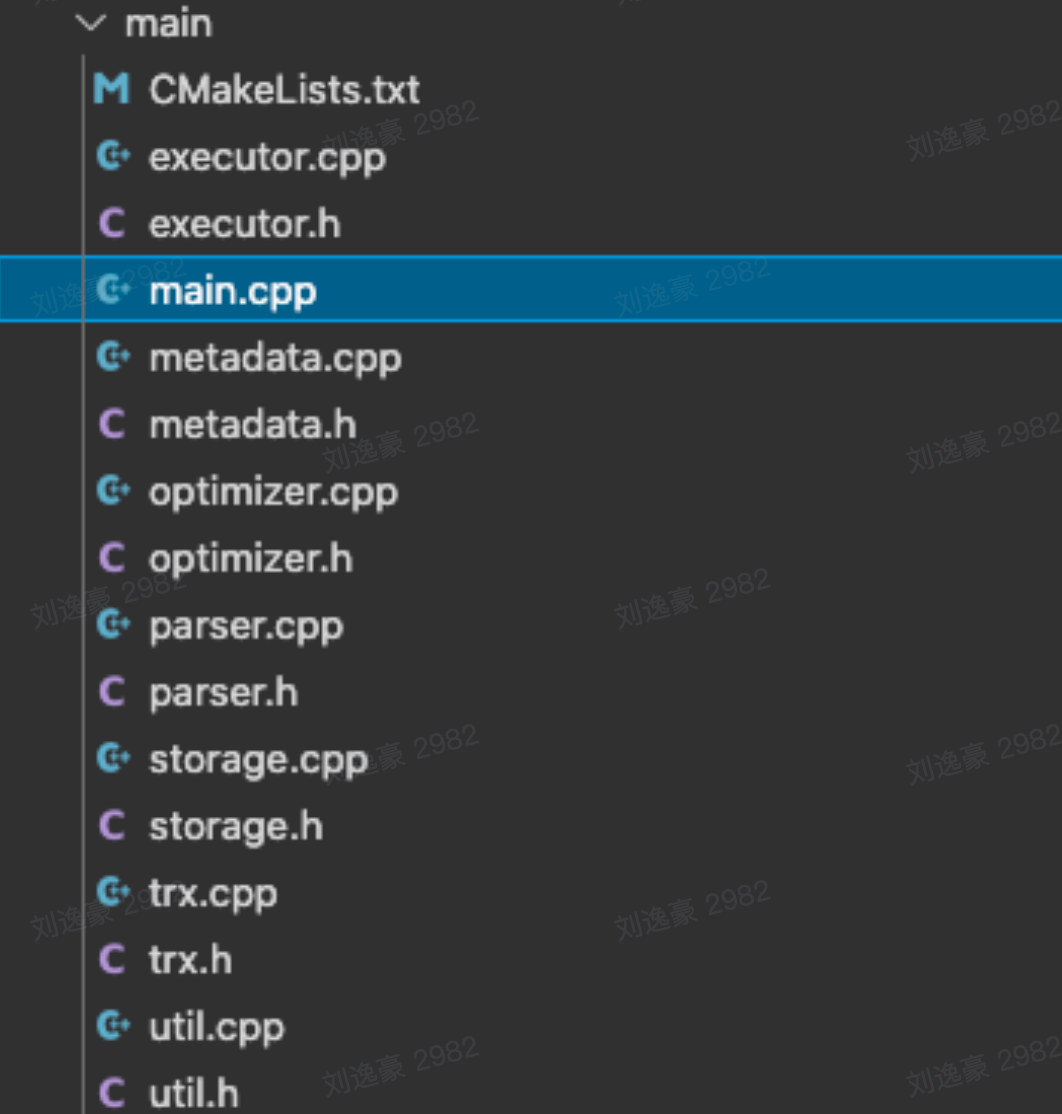 main
CMakeLists.txt
executor.cpp
executor.h
main.cpp
metadata.cpp
metadata.h
optimizer.cpp
optimizer.h
parser.cpp
parser.h
storage.cpp
storage.h
trx.cpp
trx.h
util.cpp
util.h
刘逸豪 2982